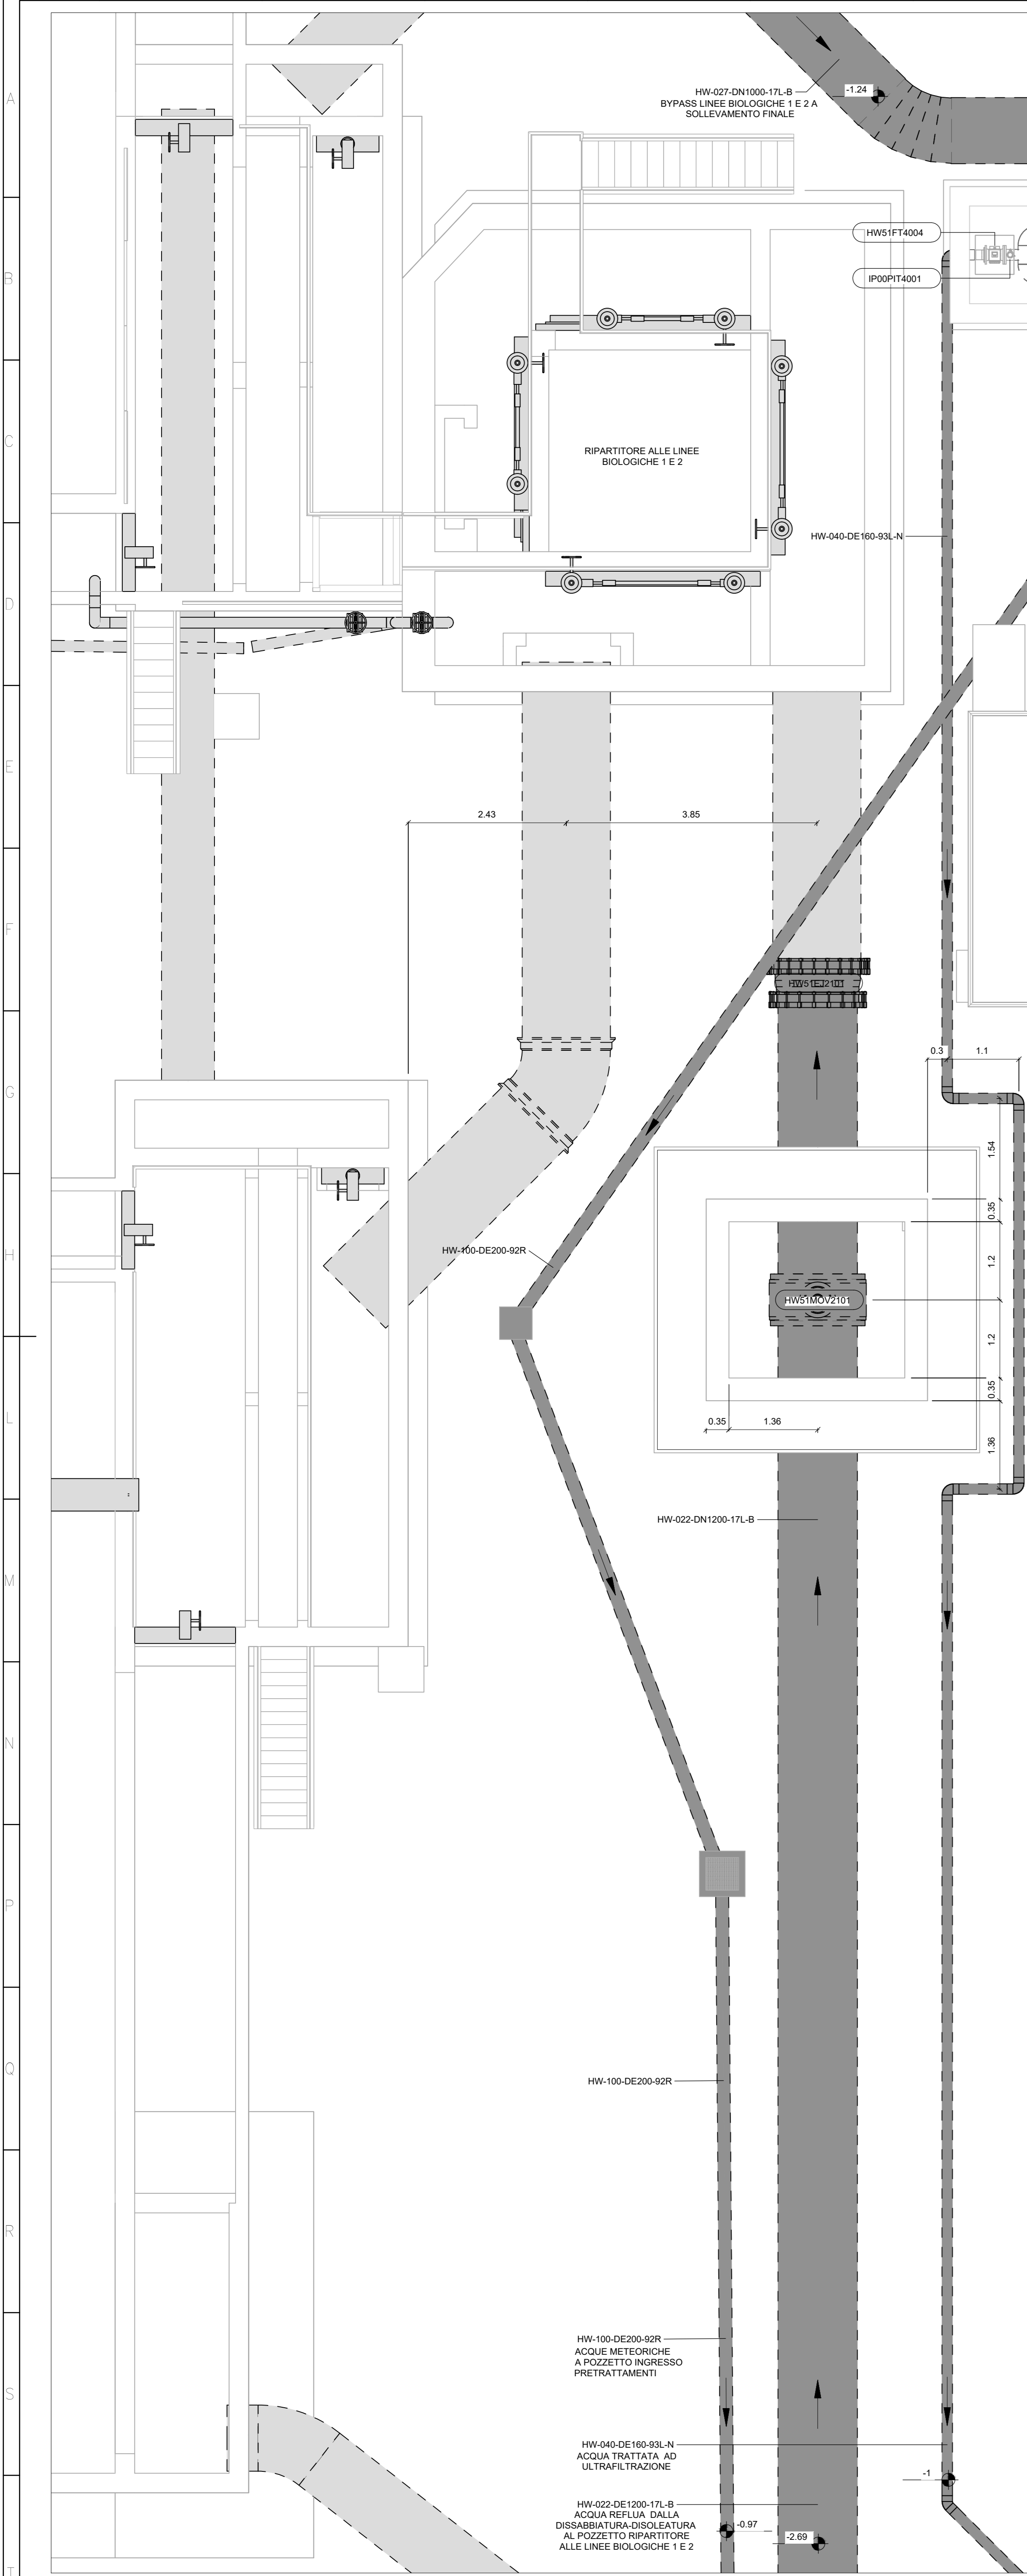 A
HW-027-DN1000-17L-B
BYPASS LINEE BIOLOGICHE 1 E 2 A
SOLLEVAMENTO FINALE
-1.24
B
HW51FT4004
IP00PIT4001
C
RIPARTITORE ALLE LINEE
BIOLOGICHE 1 E 2
HW-040-DE160-93L-N
D
E
2.43
3.85
F
HW51EJ2101
G
0.3
1.1
1.54
0.35
H
HW-100-DE200-92R
1.2
HW51MOV2101
1.2
0.35
L
0.35
1.36
1.36
HW-022-DN1200-17L-B
M
N
P
Q
HW-100-DE200-92R
R
HW-100-DE200-92R
ACQUE METEORICHE
A POZZETTO INGRESSO
PRETRATTAMENTI
S
HW-040-DE160-93L-N
ACQUA TRATTATA AD
ULTRAFILTRAZIONE
-1
HW-022-DE1200-17L-B
ACQUA REFLUA DALLA
DISSABBIATURA-DISOLEATURA
AL POZZETTO RIPARTITORE
ALLE LINEE BIOLOGICHE 1 E 2
-0.97
-2.69
T